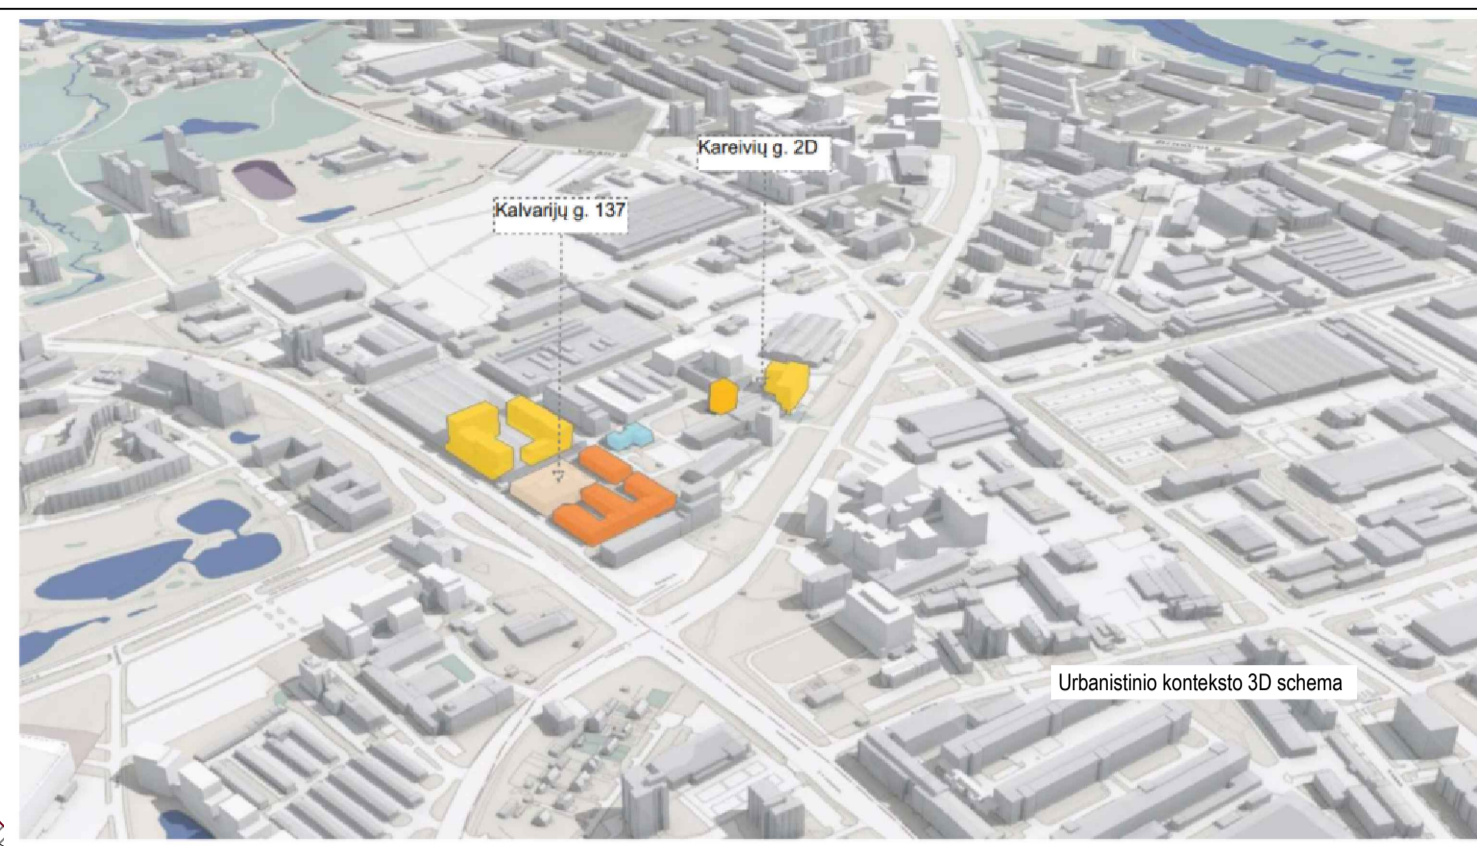 Kareivių g. 2D
Kalvarijų g. 137
Urbanistinio konteksto 3D schema